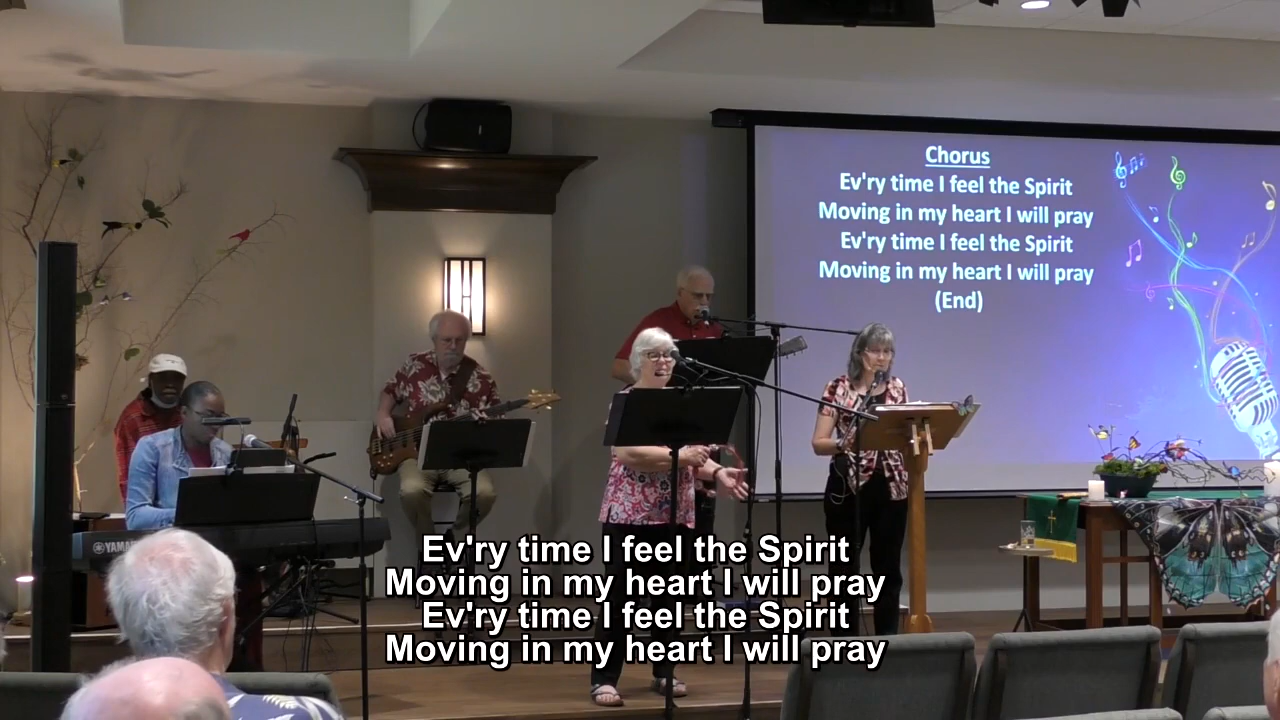 Chorus
Ev'ry time I feel the Spirit
Moving in my heart I will pray
Ev'ry time I feel the Spirit
Moving in my heart I will pray
(End)
YAMA
Ev'ry time I feel the Spirit
Moving in my heart I will pray
Ev'ry time I feel the Spirit
Moving in my heart I will pray